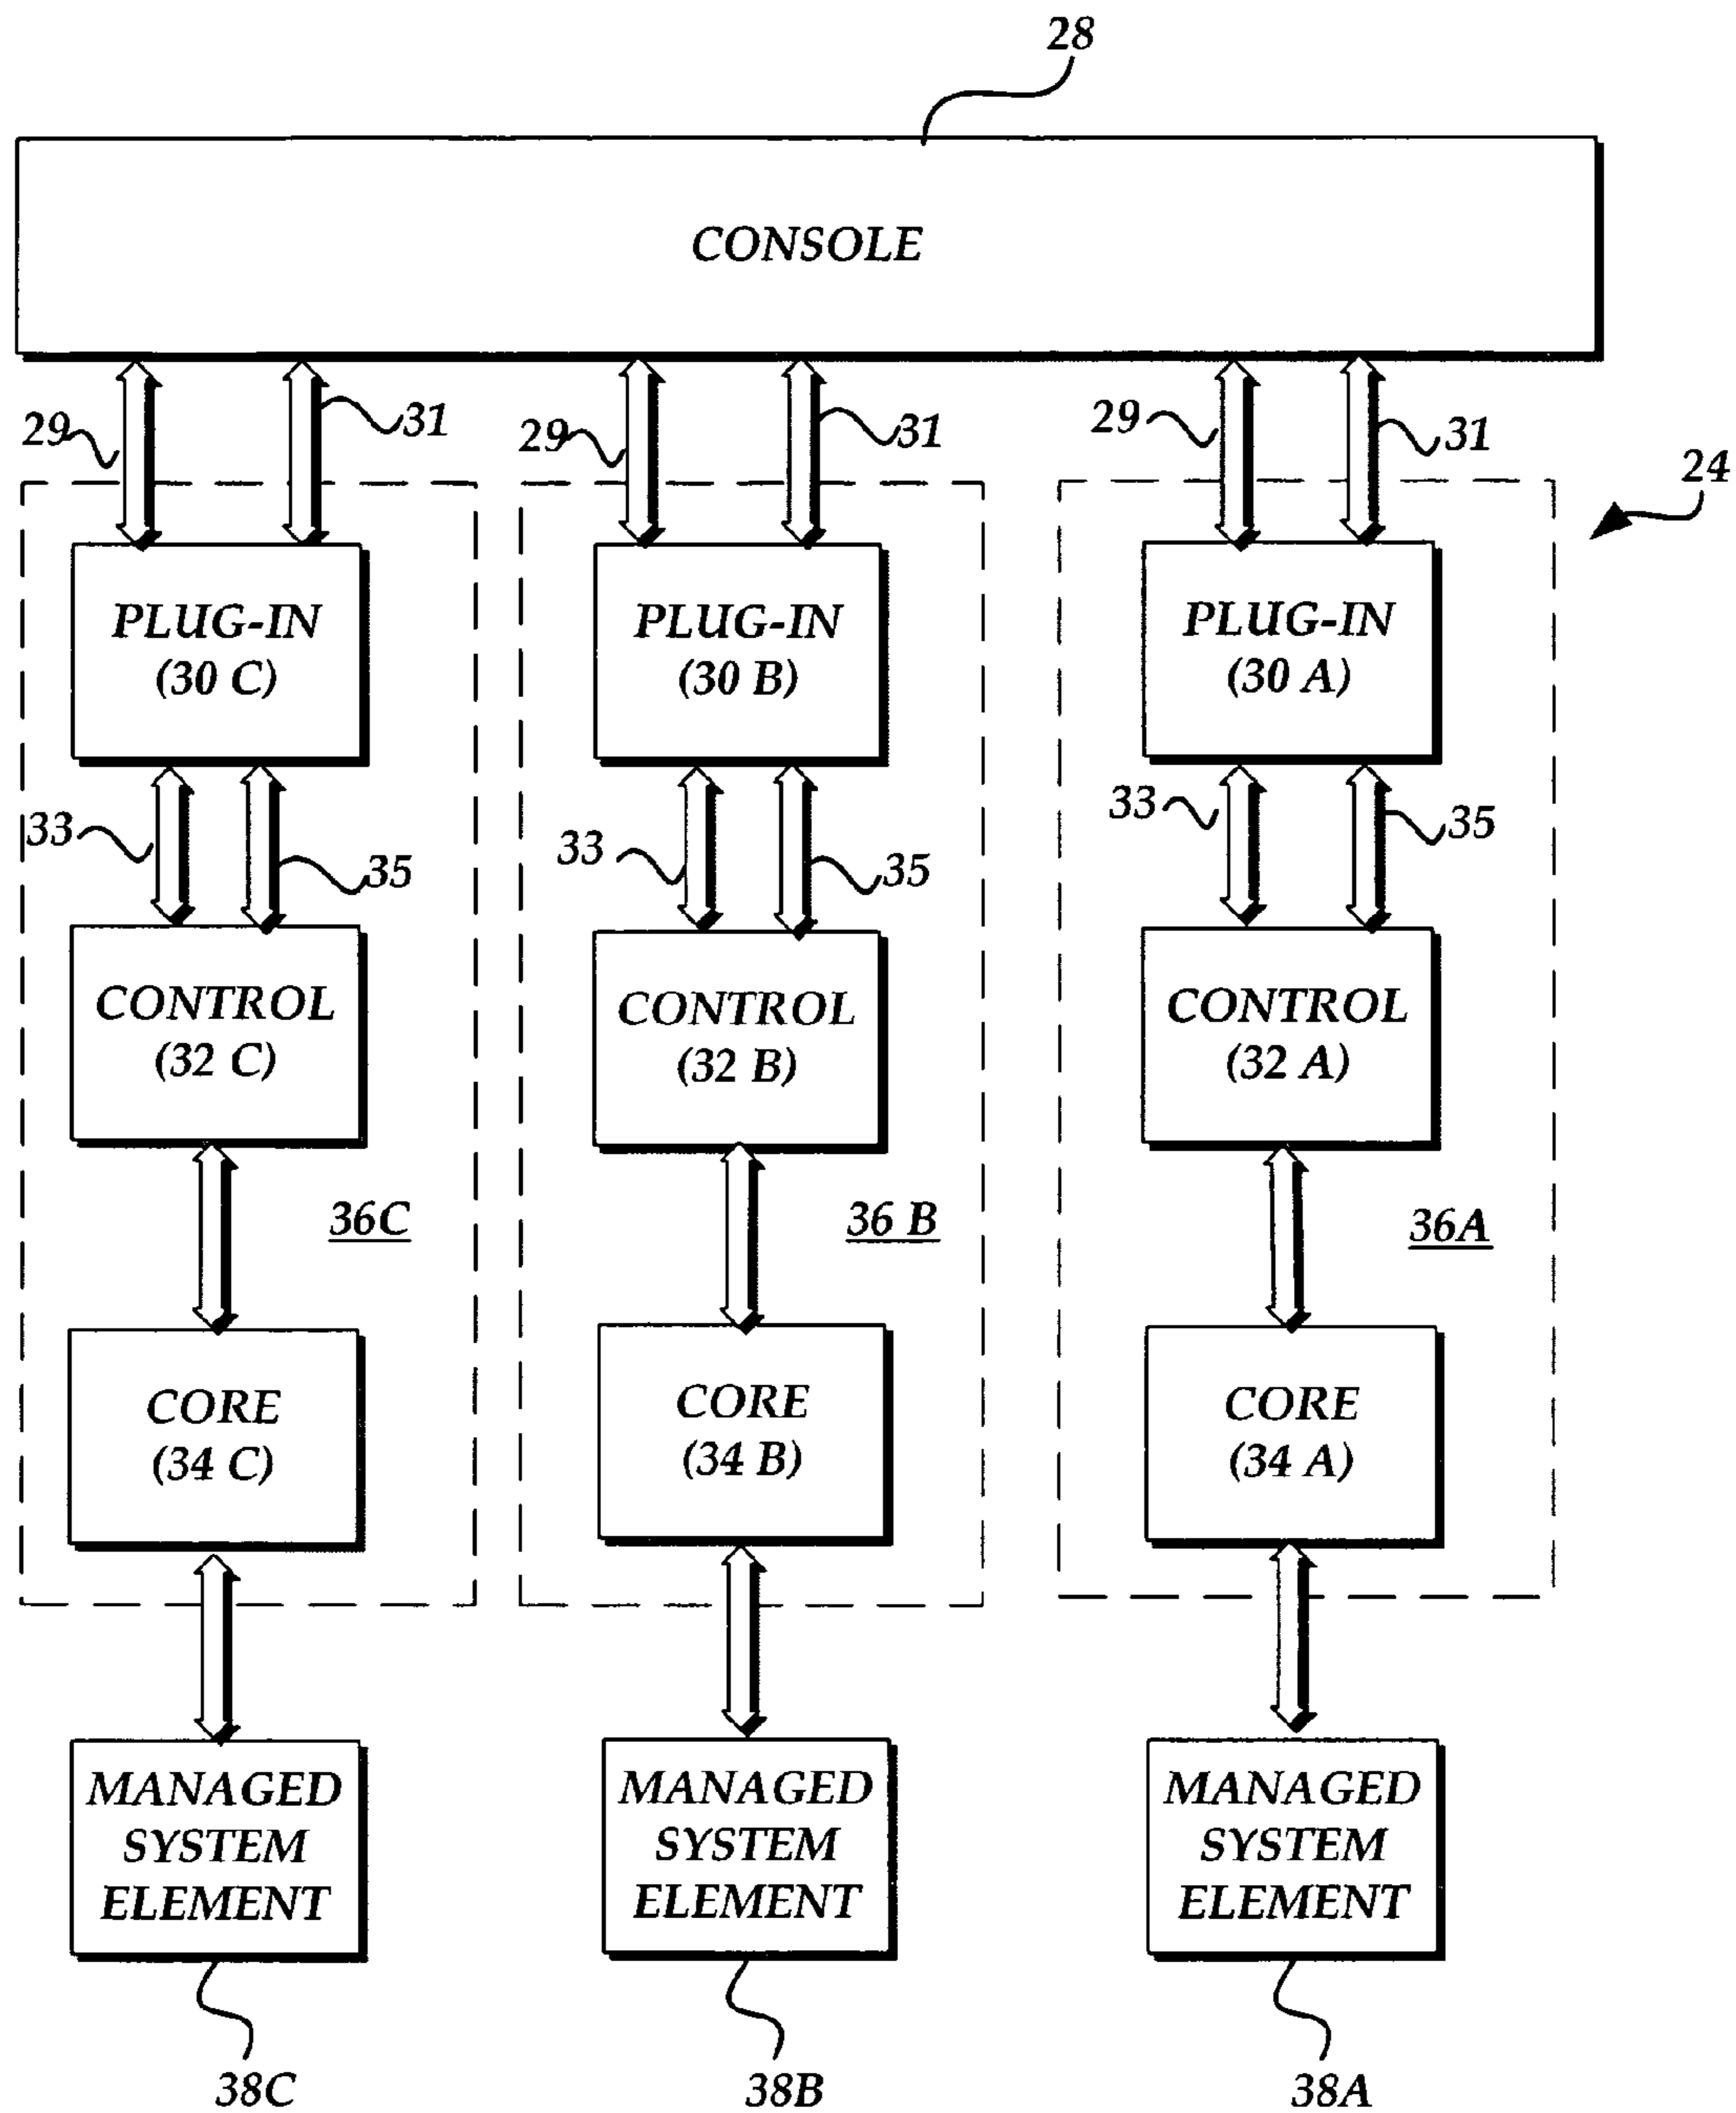 28
CONSOLE
29
31
29
31
29
31
24
PLUG-IN
(30 C)
PLUG-IN
(30 B)
PLUG-IN
(30 A)
33
35
33
35
33
35
CONTROL
(32 C)
CONTROL
(32 B)
CONTROL
(32 A)
36C
36 B
36A
CORE
(34 C)
CORE
(34 B)
CORE
(34 A)
MANAGED
SYSTEM
ELEMENT
MANAGED
SYSTEM
ELEMENT
MANAGED
SYSTEM
ELEMENT
38C
38B
38A